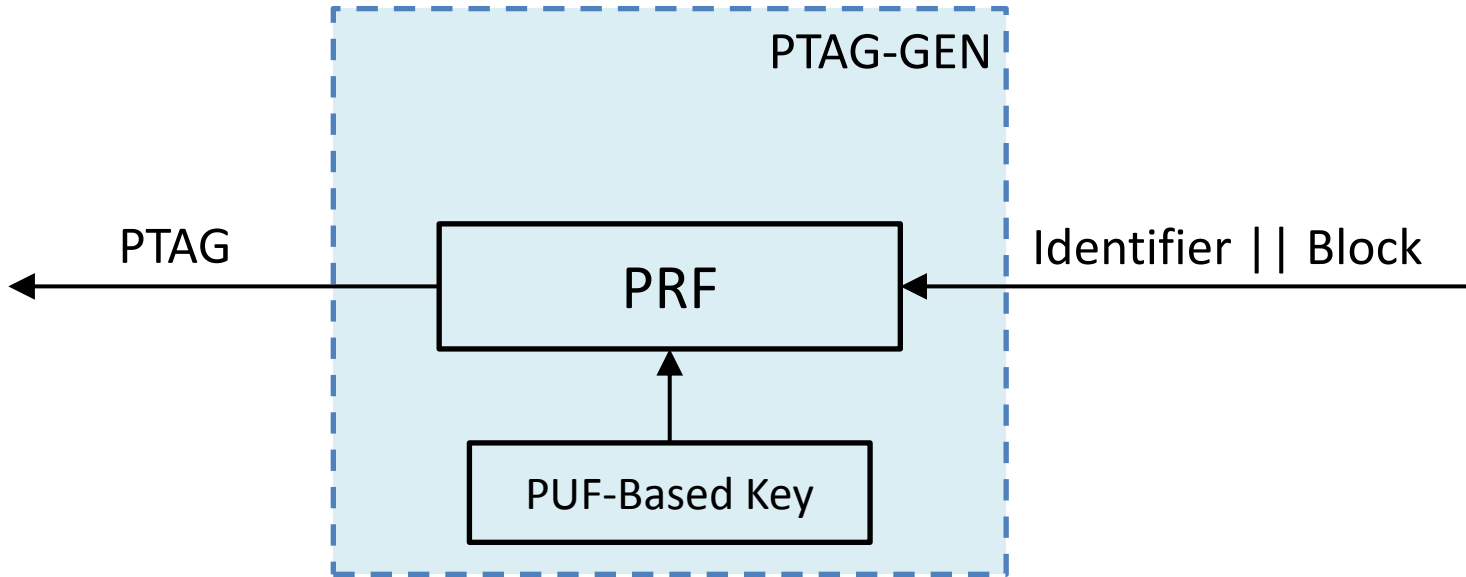 PTAG-GEN
PTAG
Identifier || Block
PRF
PUF-Based Key